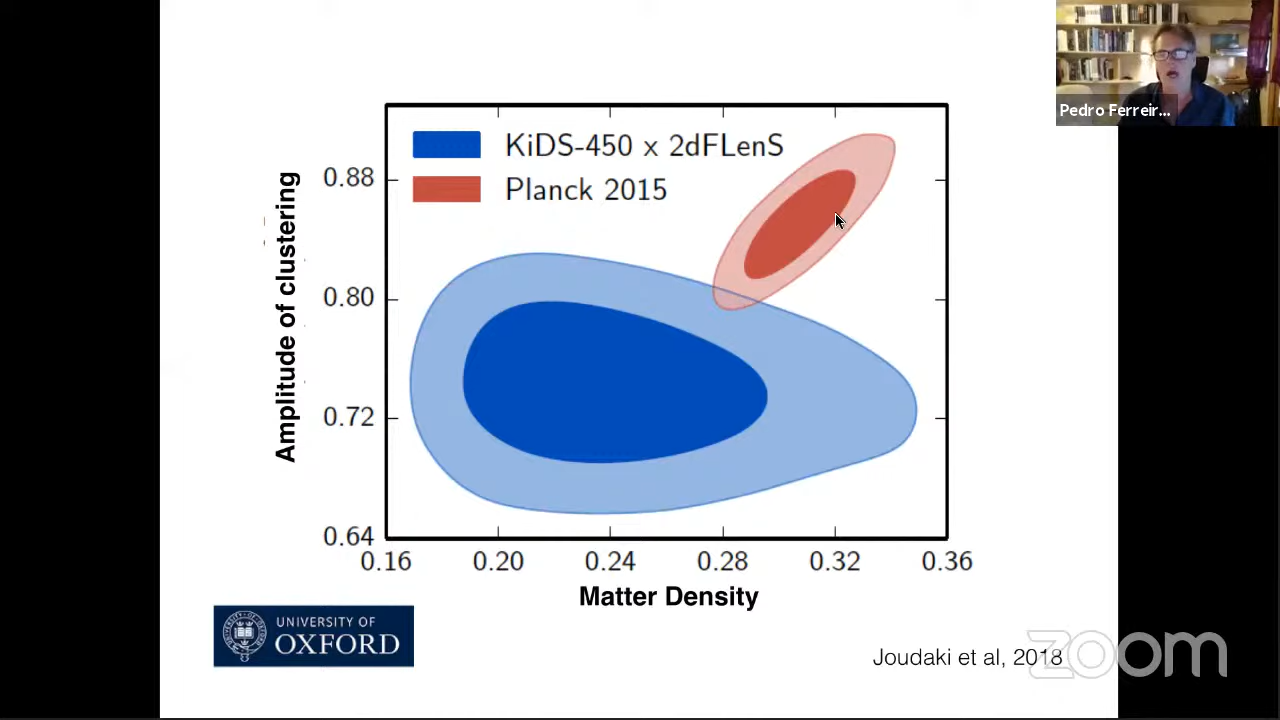 Pedro Ferreir...
KiDS-450 x 2dFLenS
Planck 2015
Amplitude of clustering
0.88
0.80
0.72
0.64
0.16 0.20 0.24 0.28 0.32 0.36
Matter Density
UNIVERSITY OF
OXFORD
Joudaki et al, 2018
zoom